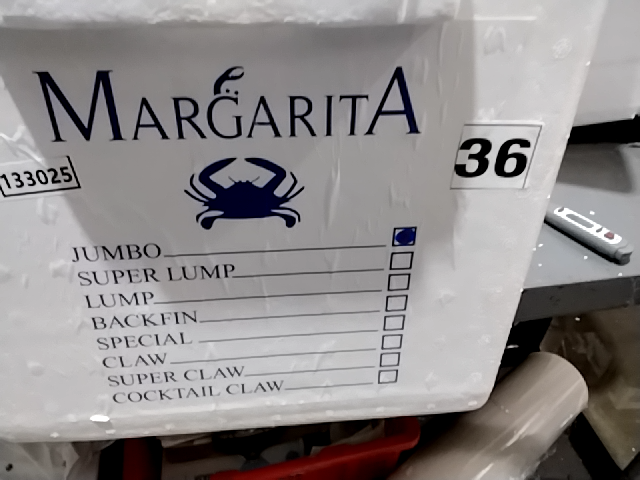 MARGARITA
133025
36
JUMBO
SUPER LUMP
LUMP
BACKFIN
SPECIAL
CLAW
SUPER CLAW
COCKTAIL CLAW